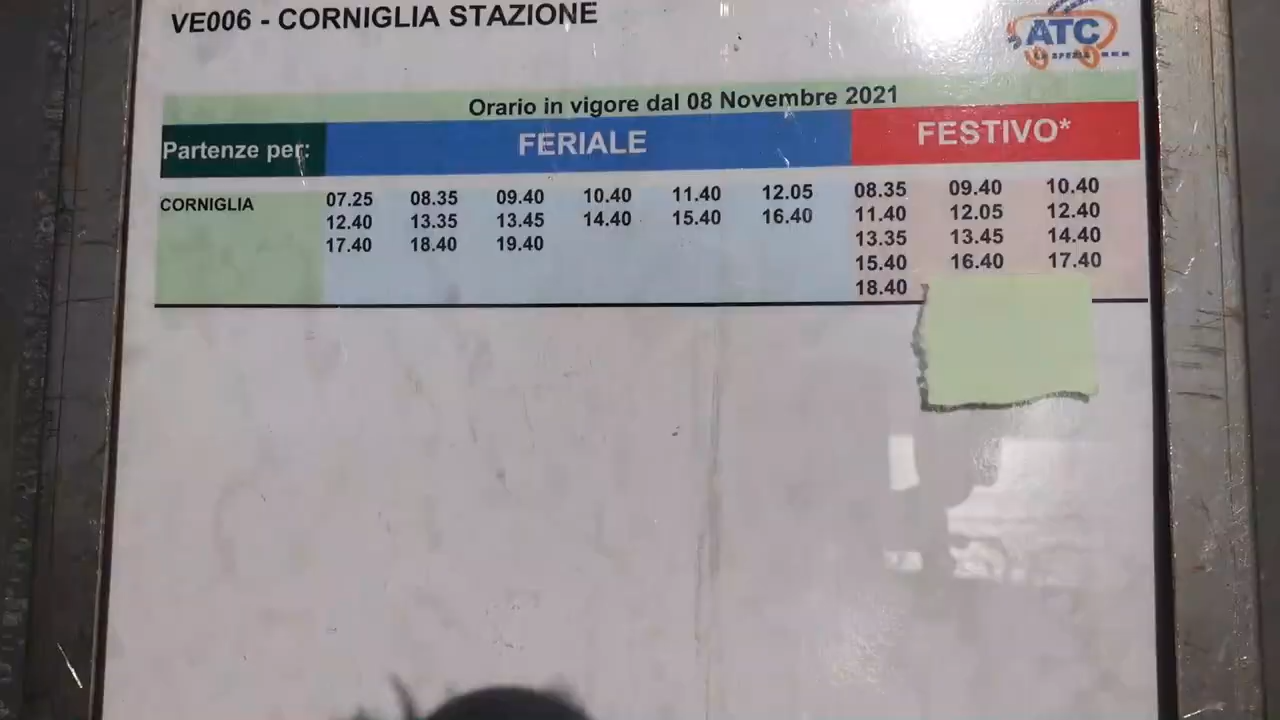 VE006 - CORNIGLIA STAZIONE
ATC
LA SPEZIA
Orario in vigore dal 08 Novembre 2021
Partenze per: FERIALE FESTIVO*
CORNIGLIA 07.25 08.35 09.40 10.40 11.40 12.05 08.35 09.40 10.40
12.40 13.35 13.45 14.40 15.40 16.40 11.40 12.05 12.40
17.40 18.40 19.40 13.35 13.45 14.40
15.40 16.40 17.40
18.40